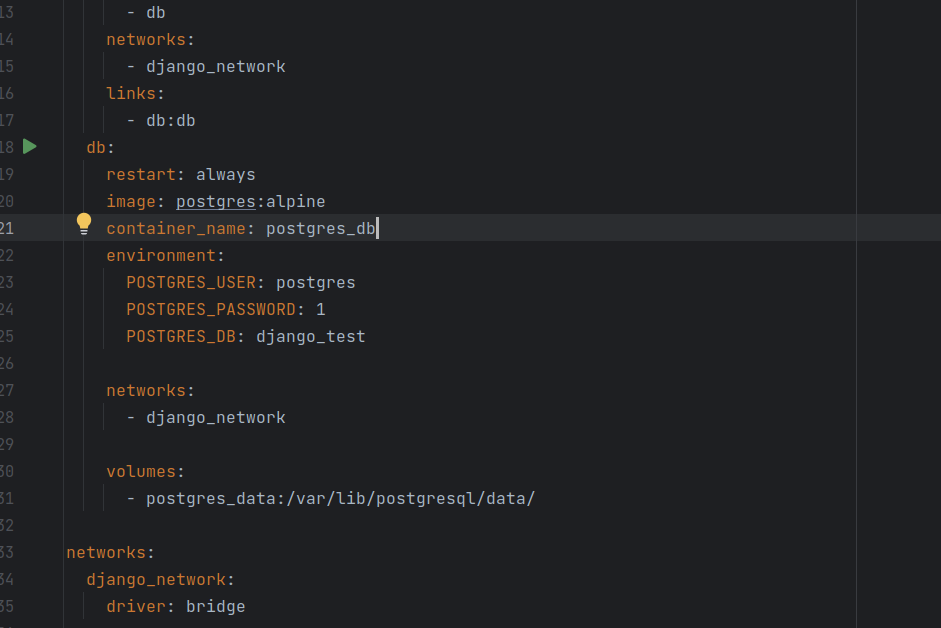 13 - db
14 networks:
15 - django_network
16 links:
17 - db:db
18 db:
19 restart: always
20 image: postgres:alpine
21 container_name: postgres_db
22 environment:
23 POSTGRES_USER: postgres
24 POSTGRES_PASSWORD: 1
25 POSTGRES_DB: django_test
26
27 networks:
28 - django_network
29
30 volumes:
31 - postgres_data:/var/lib/postgresql/data/
32
33 networks:
34 django_network:
35 driver: bridge